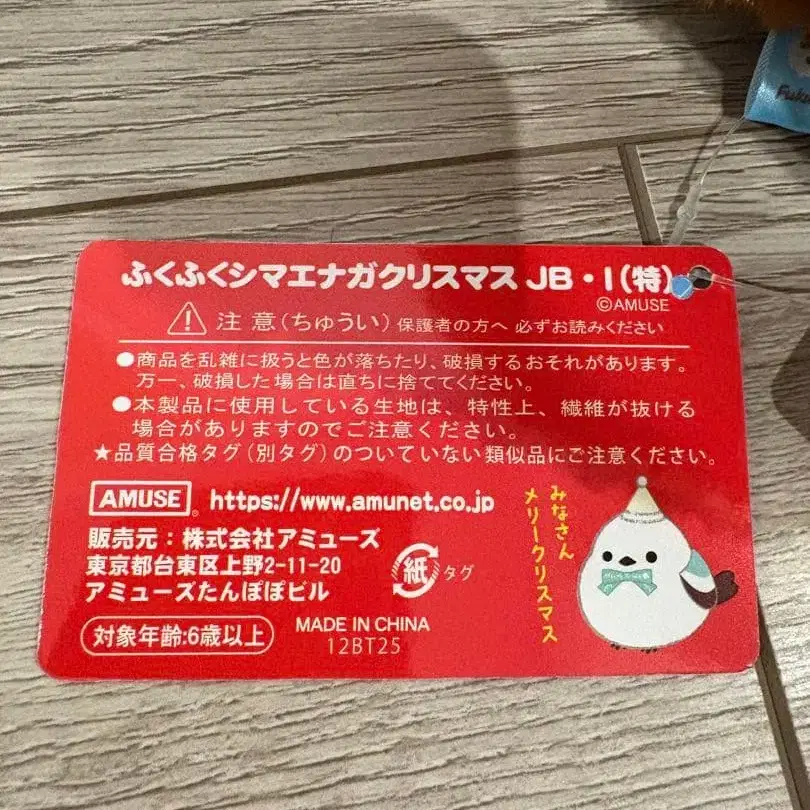 ふくふくシマエナガクリスマス JB・I(特)
©AMUSE
注意(ちゅうい) 保護者の方へ 必ずお読みください
●商品を乱雑に扱うと色が落ちたり、破損するおそれがあります。
万一、破損した場合は直ちに捨ててください。
●本製品に使用している生地は、特性上、繊維が抜ける
場合がありますのでご注意ください。
★品質合格タグ(別タグ)のついていない類似品にご注意ください。
AMUSE® https://www.amunet.co.jp
販売元：株式会社アミューズ
東京都台東区上野2-11-20
アミューズたんぽぽビル
紙 タグ
対象年齢:6歳以上
MADE IN CHINA
12BT25
みなさん
メリークリスマス